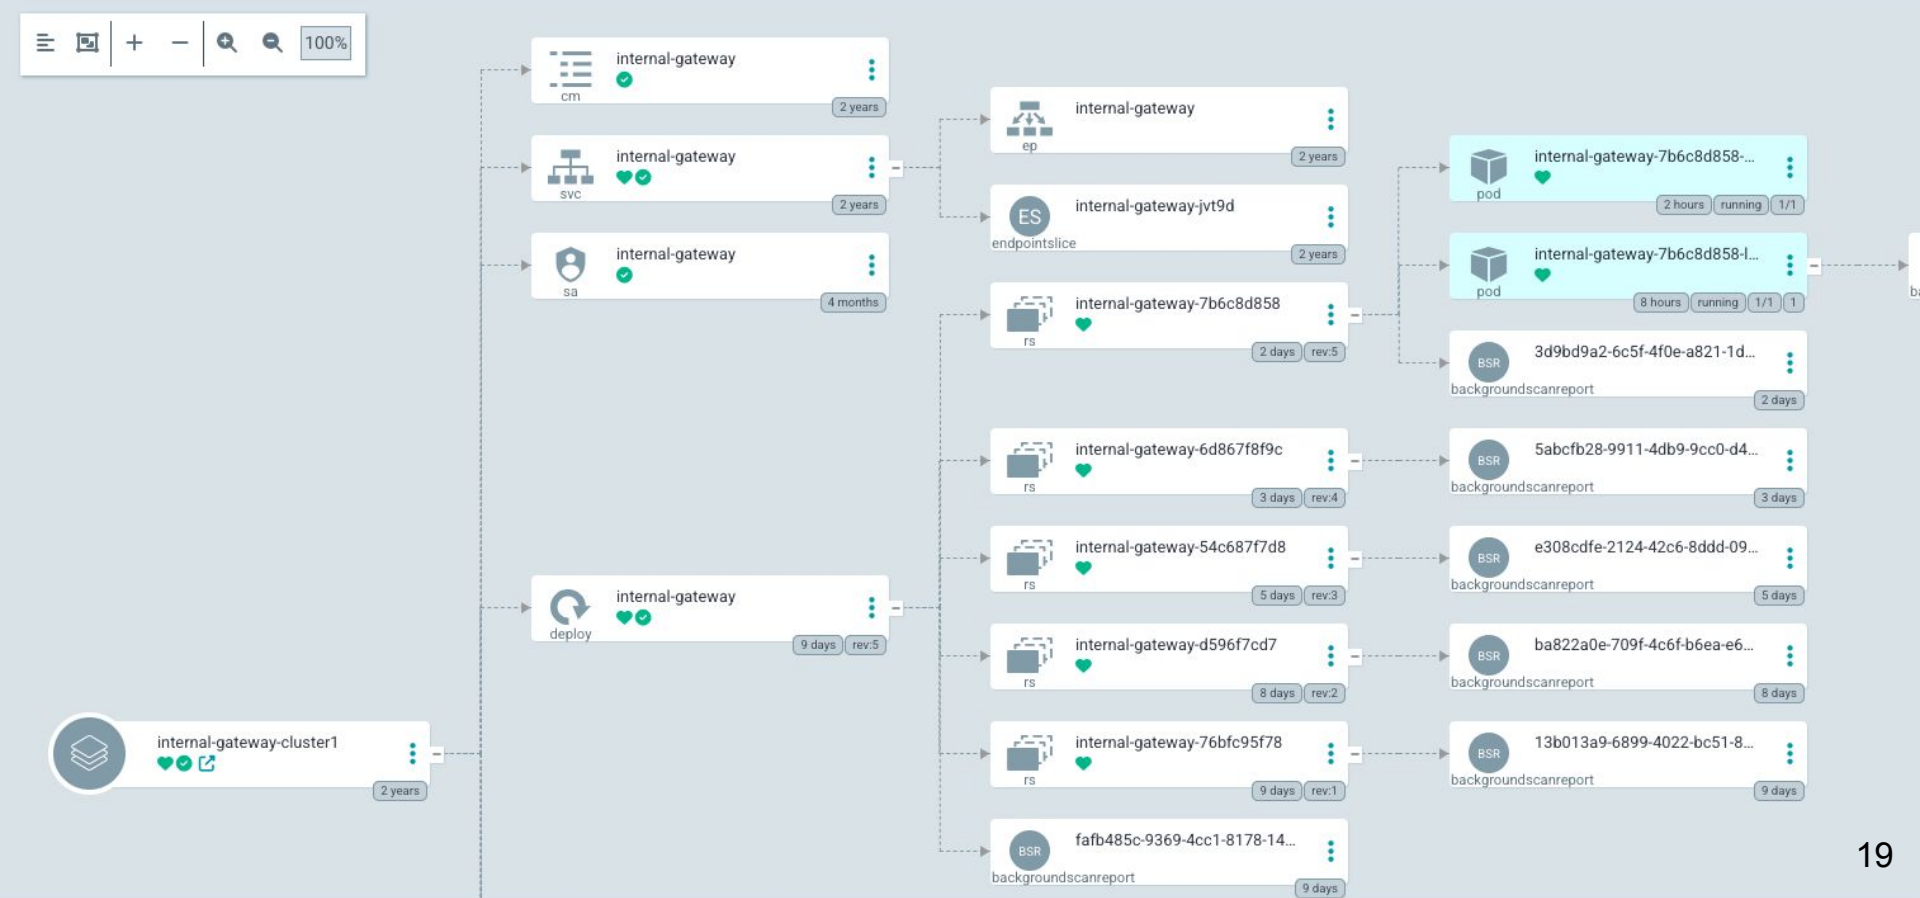 100%
internal-gateway
cm
2 years
internal-gateway
svc
2 years
internal-gateway
sa
4 months
internal-gateway
deploy
9 days rev:5
internal-gateway-cluster1
2 years
internal-gateway
ep
2 years
ES
internal-gateway-jvt9d
endpointslice
2 years
internal-gateway-7b6c8d858
rs
2 days rev:5
internal-gateway-6d867f8f9c
rs
3 days rev:4
internal-gateway-54c687f7d8
rs
5 days rev:3
internal-gateway-d596f7cd7
rs
8 days rev:2
internal-gateway-76bfc95f78
rs
9 days rev:1
BSR
fafb485c-9369-4cc1-8178-14...
backgroundscanreport
9 days
internal-gateway-7b6c8d858-...
pod
2 hours running 1/1
internal-gateway-7b6c8d858-l...
pod
8 hours running 1/1 1
BSR
3d9bd9a2-6c5f-4f0e-a821-1d...
backgroundscanreport
2 days
BSR
5abcfb28-9911-4db9-9cc0-d4...
backgroundscanreport
3 days
BSR
e308cdfe-2124-42c6-8ddd-09...
backgroundscanreport
5 days
BSR
ba822a0e-709f-4c6f-b6ea-e6...
backgroundscanreport
8 days
BSR
13b013a9-6899-4022-bc51-8...
backgroundscanreport
9 days
19